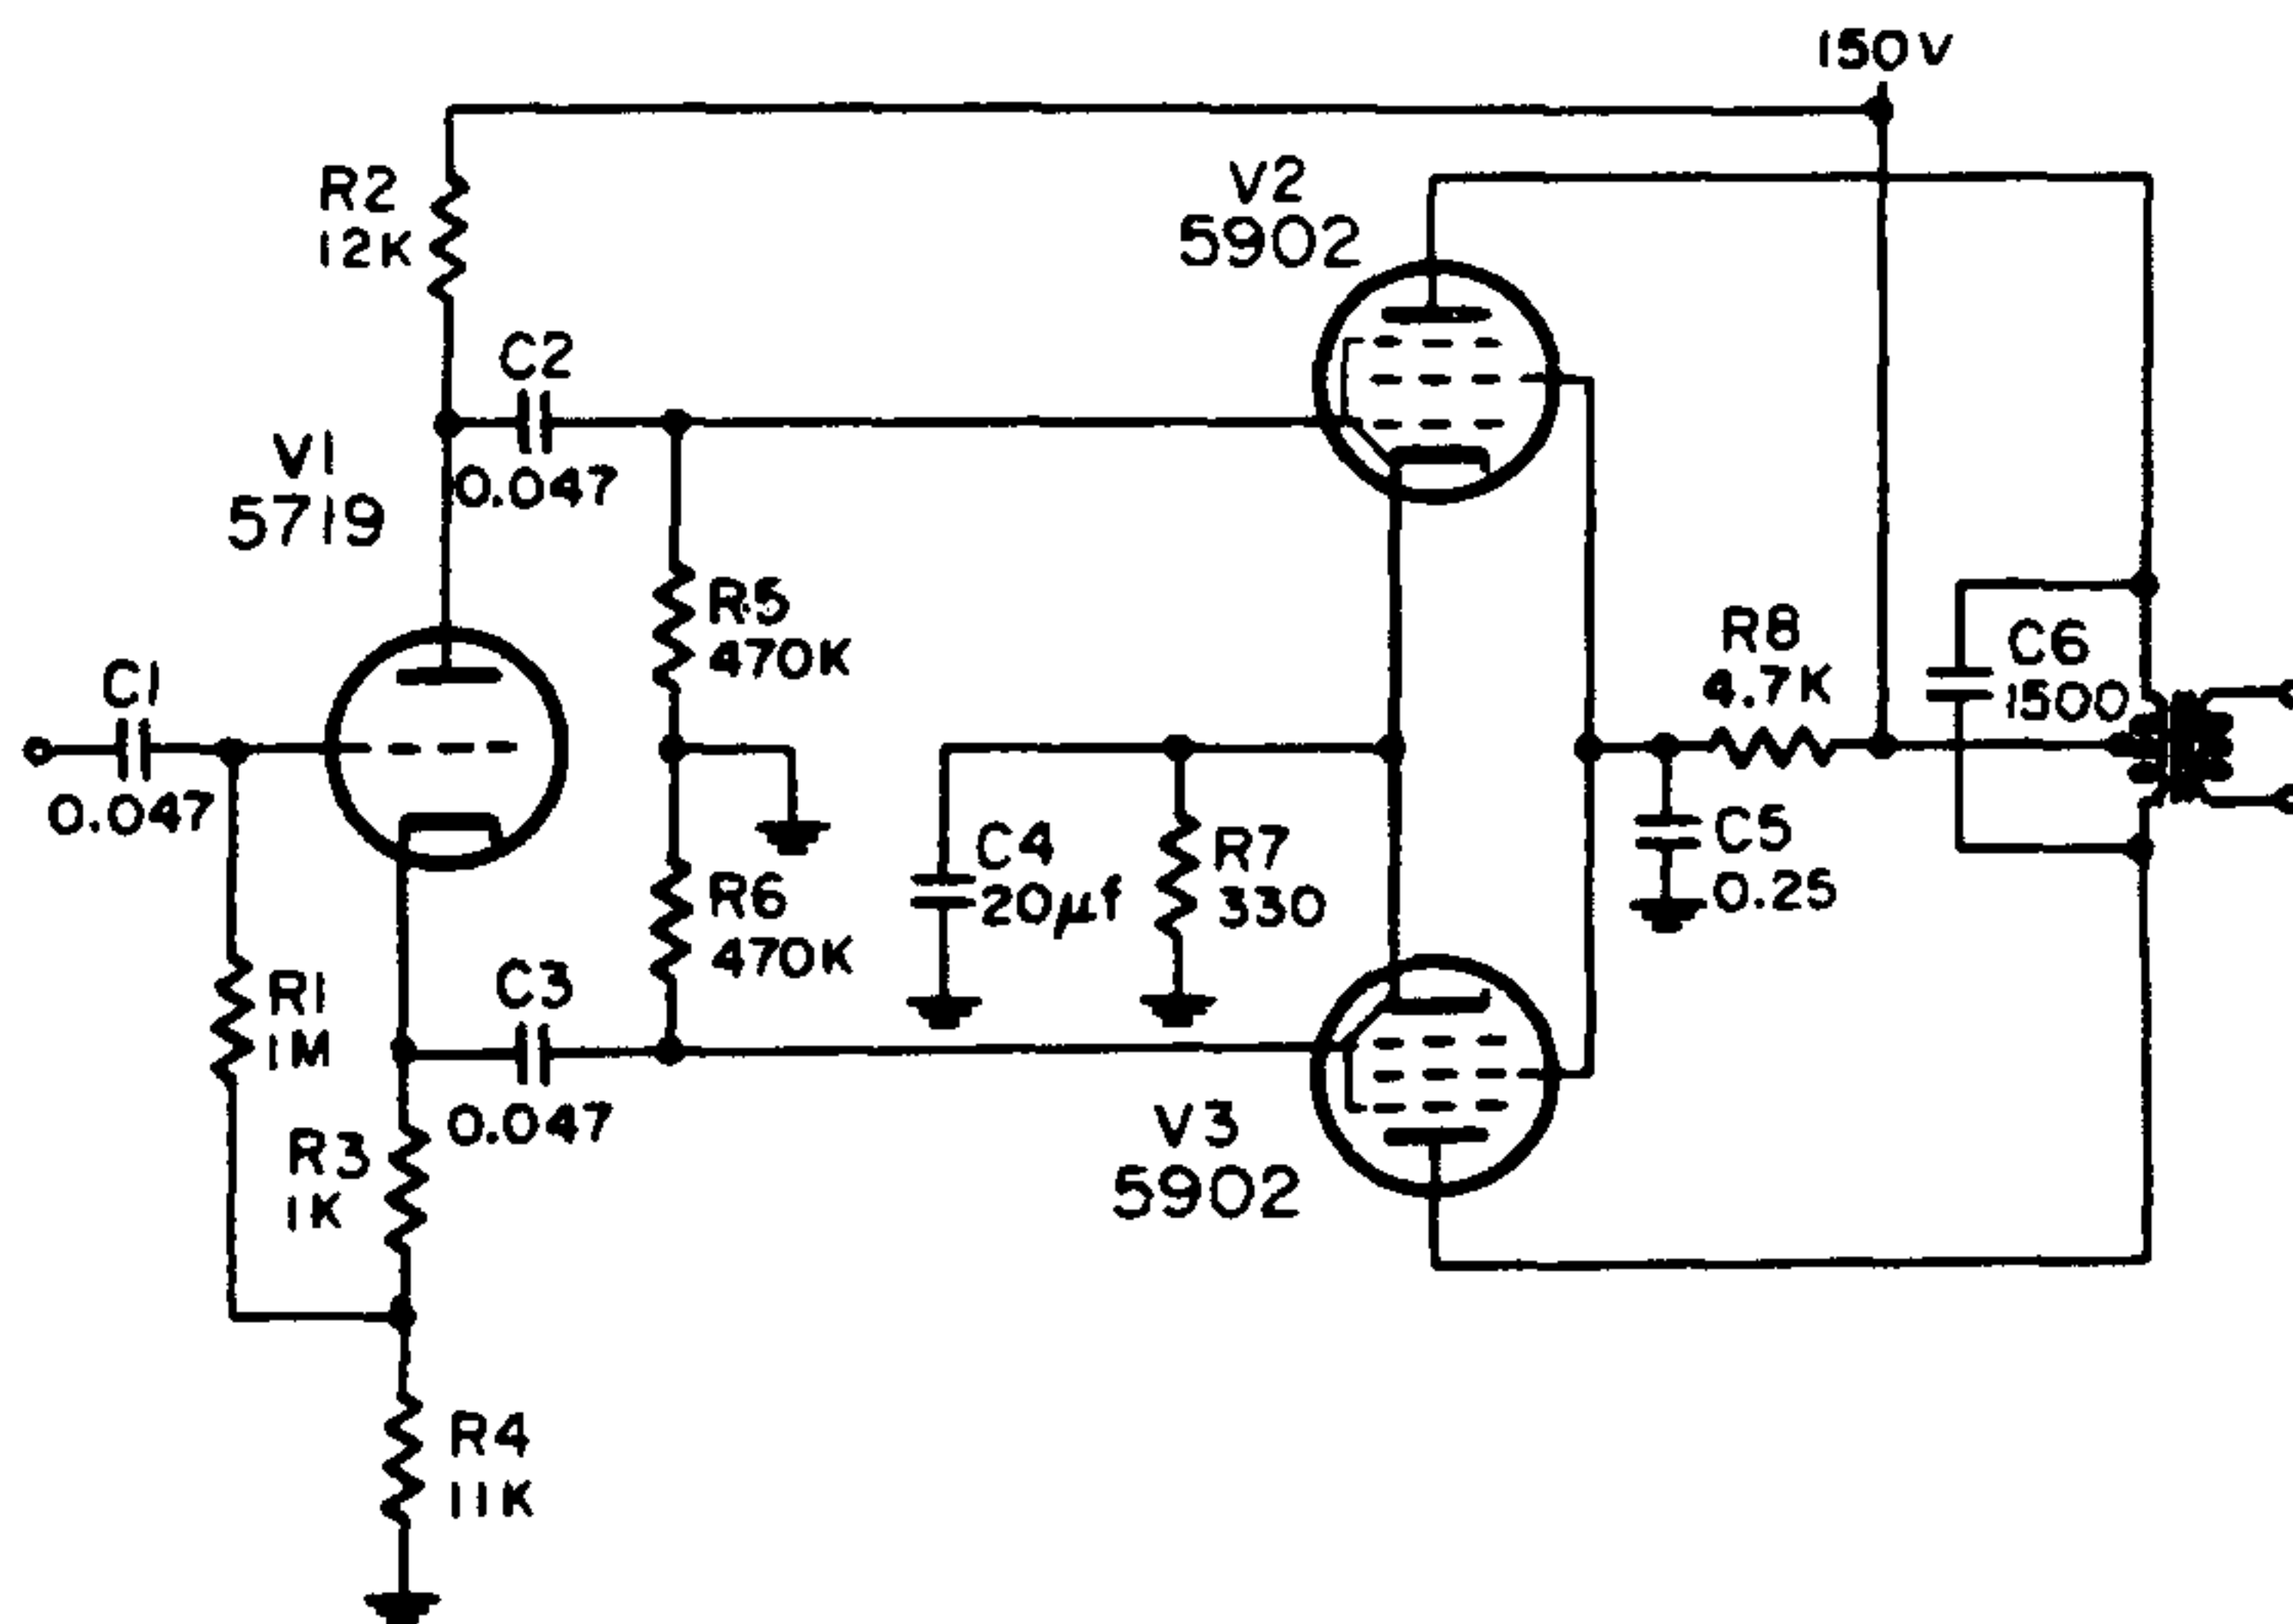 150V
R2
12K
V2
5902
C2
0.047
V1
5719
R5
470K
C1
0.047
R8
4.7K
C6
1500
C4
20μf
R7
330
C5
0.25
R6
470K
R1
1M
C3
0.047
R3
1K
V3
5902
R4
11K